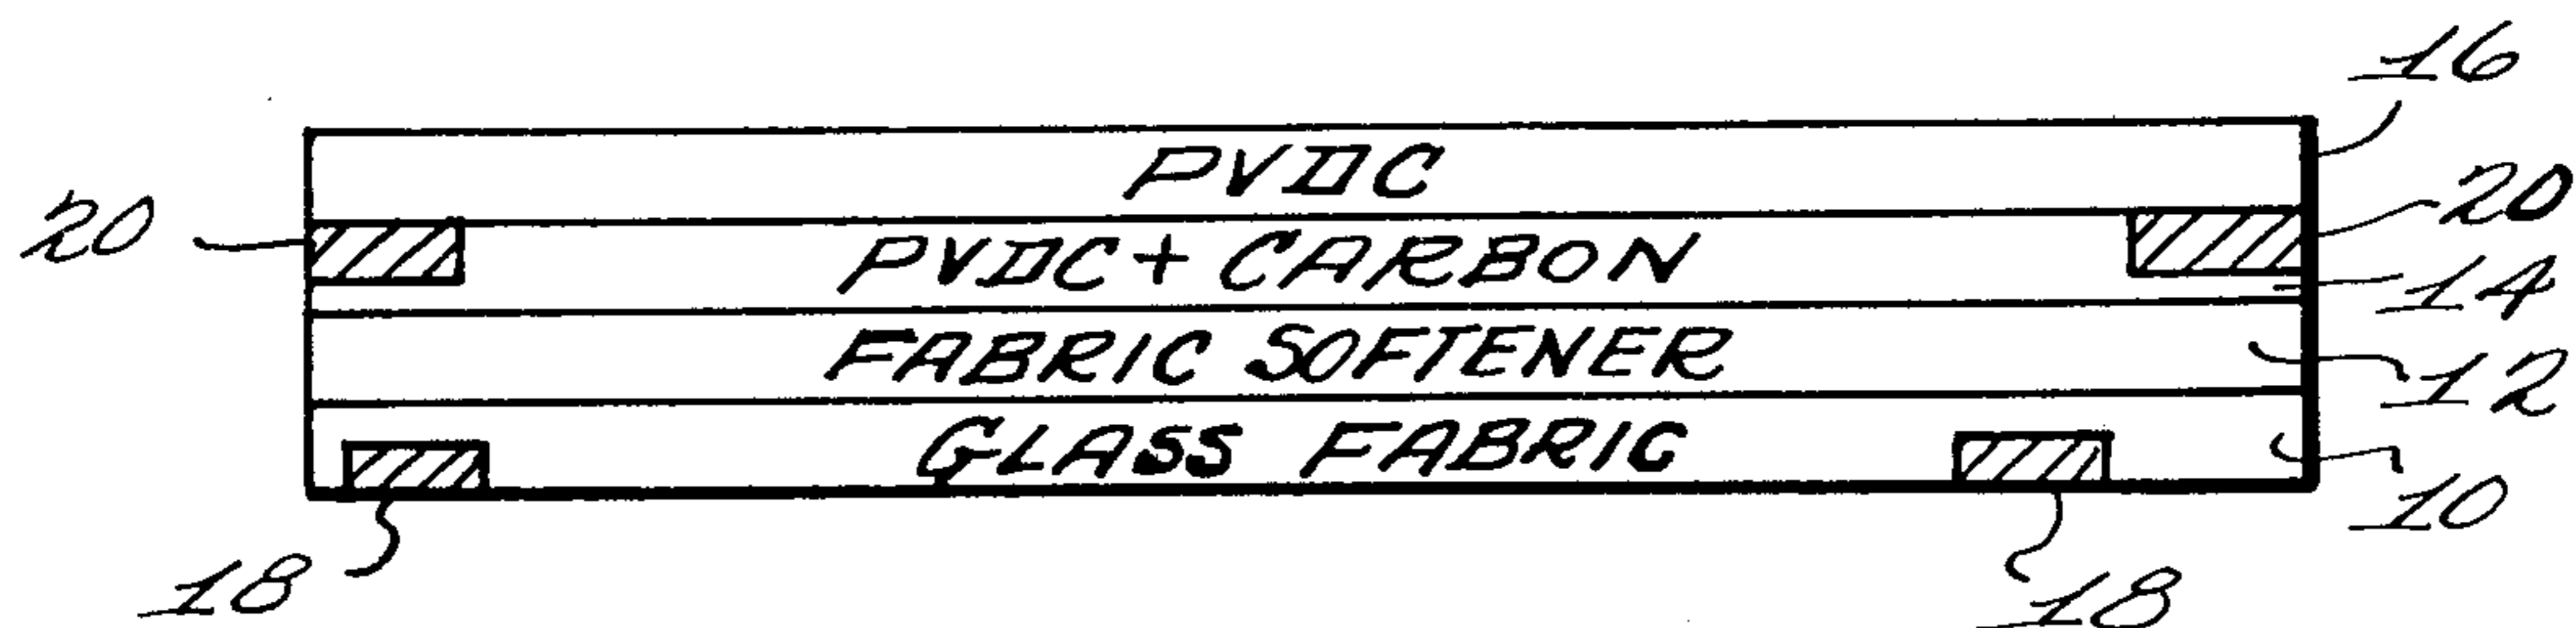 16
PVDC
20
20
PVDC + CARBON
14
FABRIC SOFTENER
12
GLASS FABRIC
10
18
18